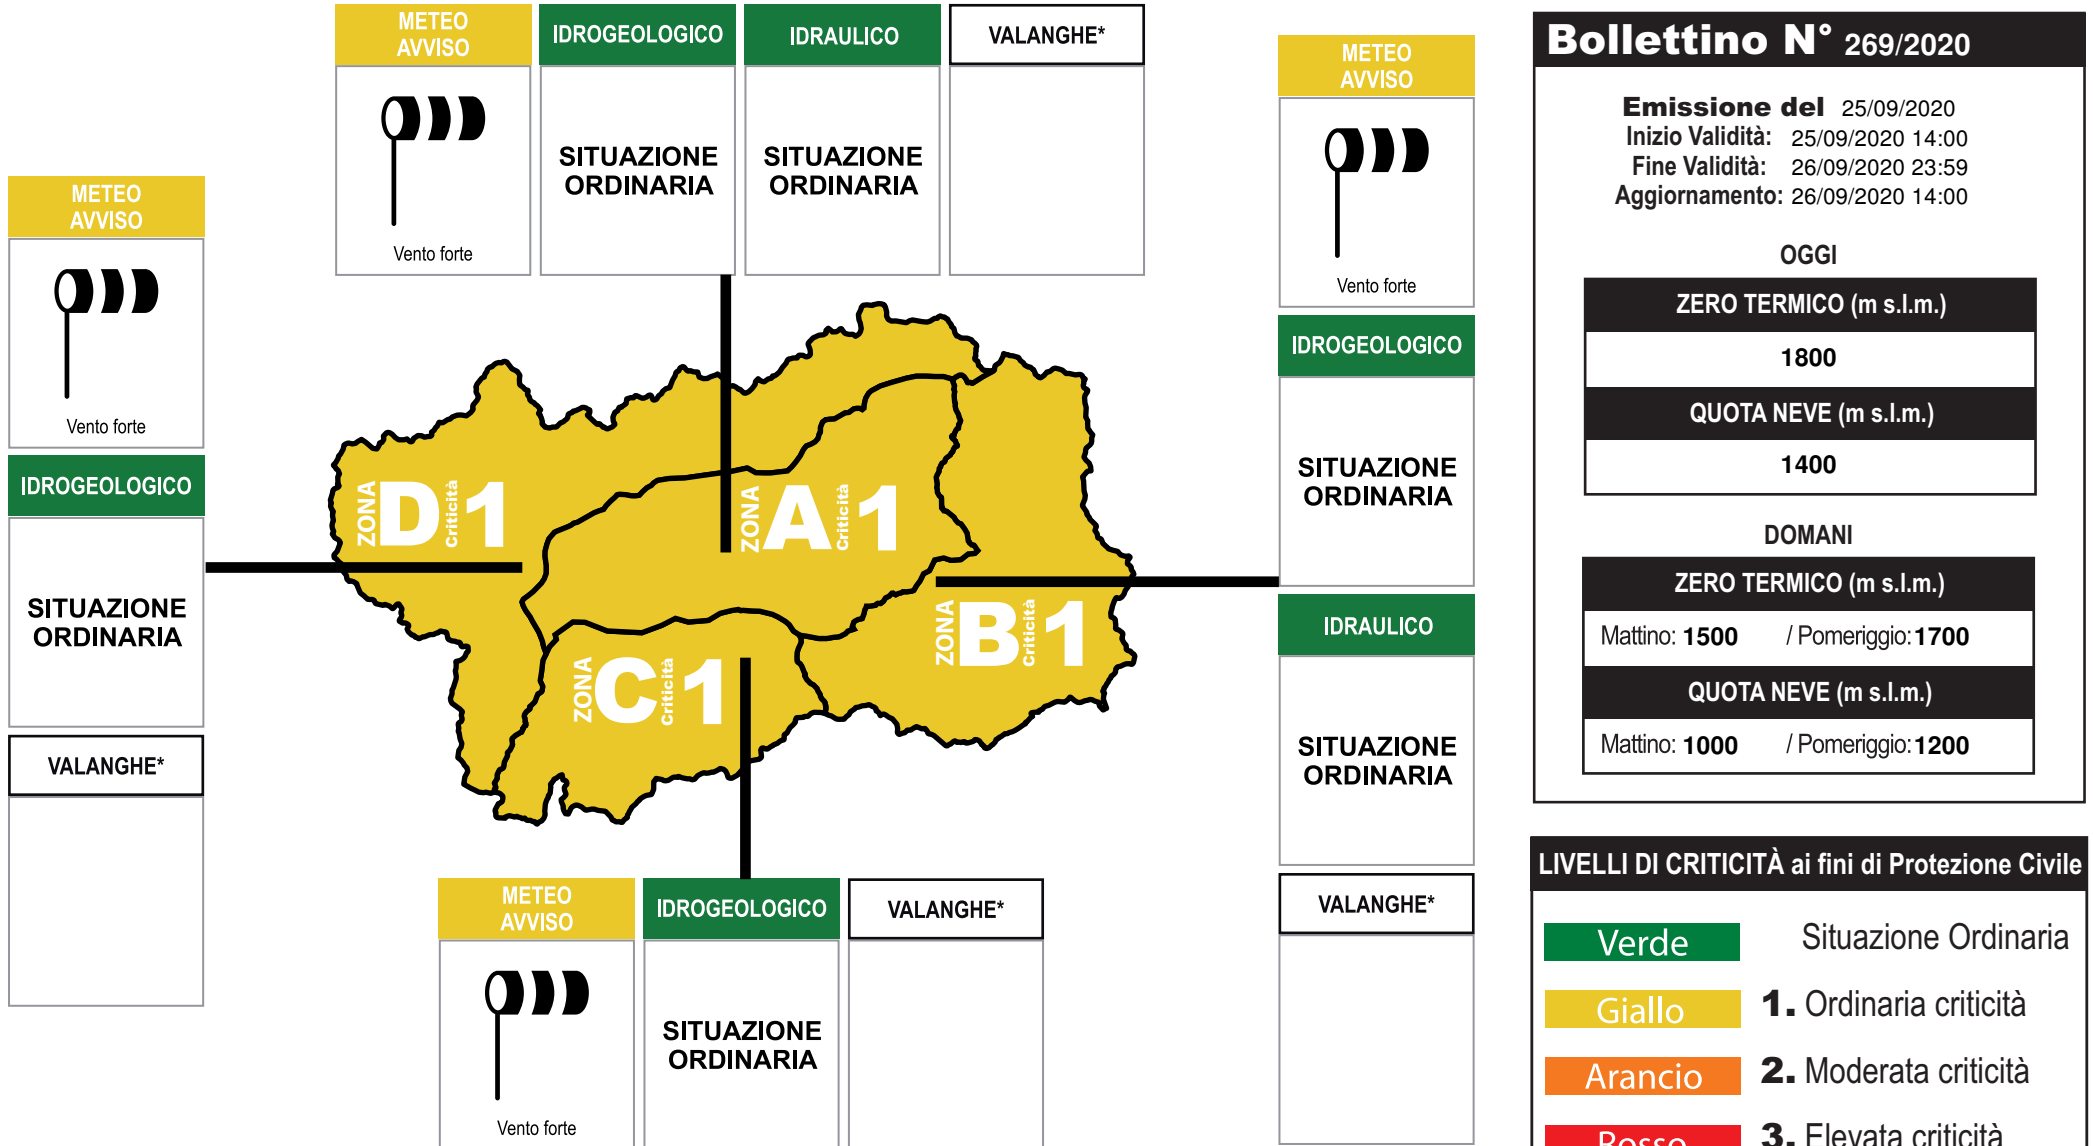 METEO
AVVISO
Vento forte
IDROGEOLOGICO
SITUAZIONE
ORDINARIA
IDRAULICO
SITUAZIONE
ORDINARIA
VALANGHE*
METEO
AVVISO
Vento forte
IDROGEOLOGICO
SITUAZIONE
ORDINARIA
VALANGHE*
METEO
AVVISO
Vento forte
IDROGEOLOGICO
SITUAZIONE
ORDINARIA
IDRAULICO
SITUAZIONE
ORDINARIA
VALANGHE*
ZONA D Criticità 1
ZONA A Criticità 1
ZONA B Criticità 1
ZONA C Criticità 1
METEO
AVVISO
Vento forte
IDROGEOLOGICO
SITUAZIONE
ORDINARIA
VALANGHE*
Bollettino N° 269/2020
Emissione del 25/09/2020
Inizio Validità: 25/09/2020 14:00
Fine Validità: 26/09/2020 23:59
Aggiornamento: 26/09/2020 14:00
OGGI
ZERO TERMICO (m s.l.m.)
1800
QUOTA NEVE (m s.l.m.)
1400
DOMANI
ZERO TERMICO (m s.l.m.)
Mattino: 1500 / Pomeriggio: 1700
QUOTA NEVE (m s.l.m.)
Mattino: 1000 / Pomeriggio: 1200
LIVELLI DI CRITICITÀ ai fini di Protezione Civile
Verde Situazione Ordinaria
Giallo 1. Ordinaria criticità
Arancio 2. Moderata criticità
Rosso 3. Elevata criticità